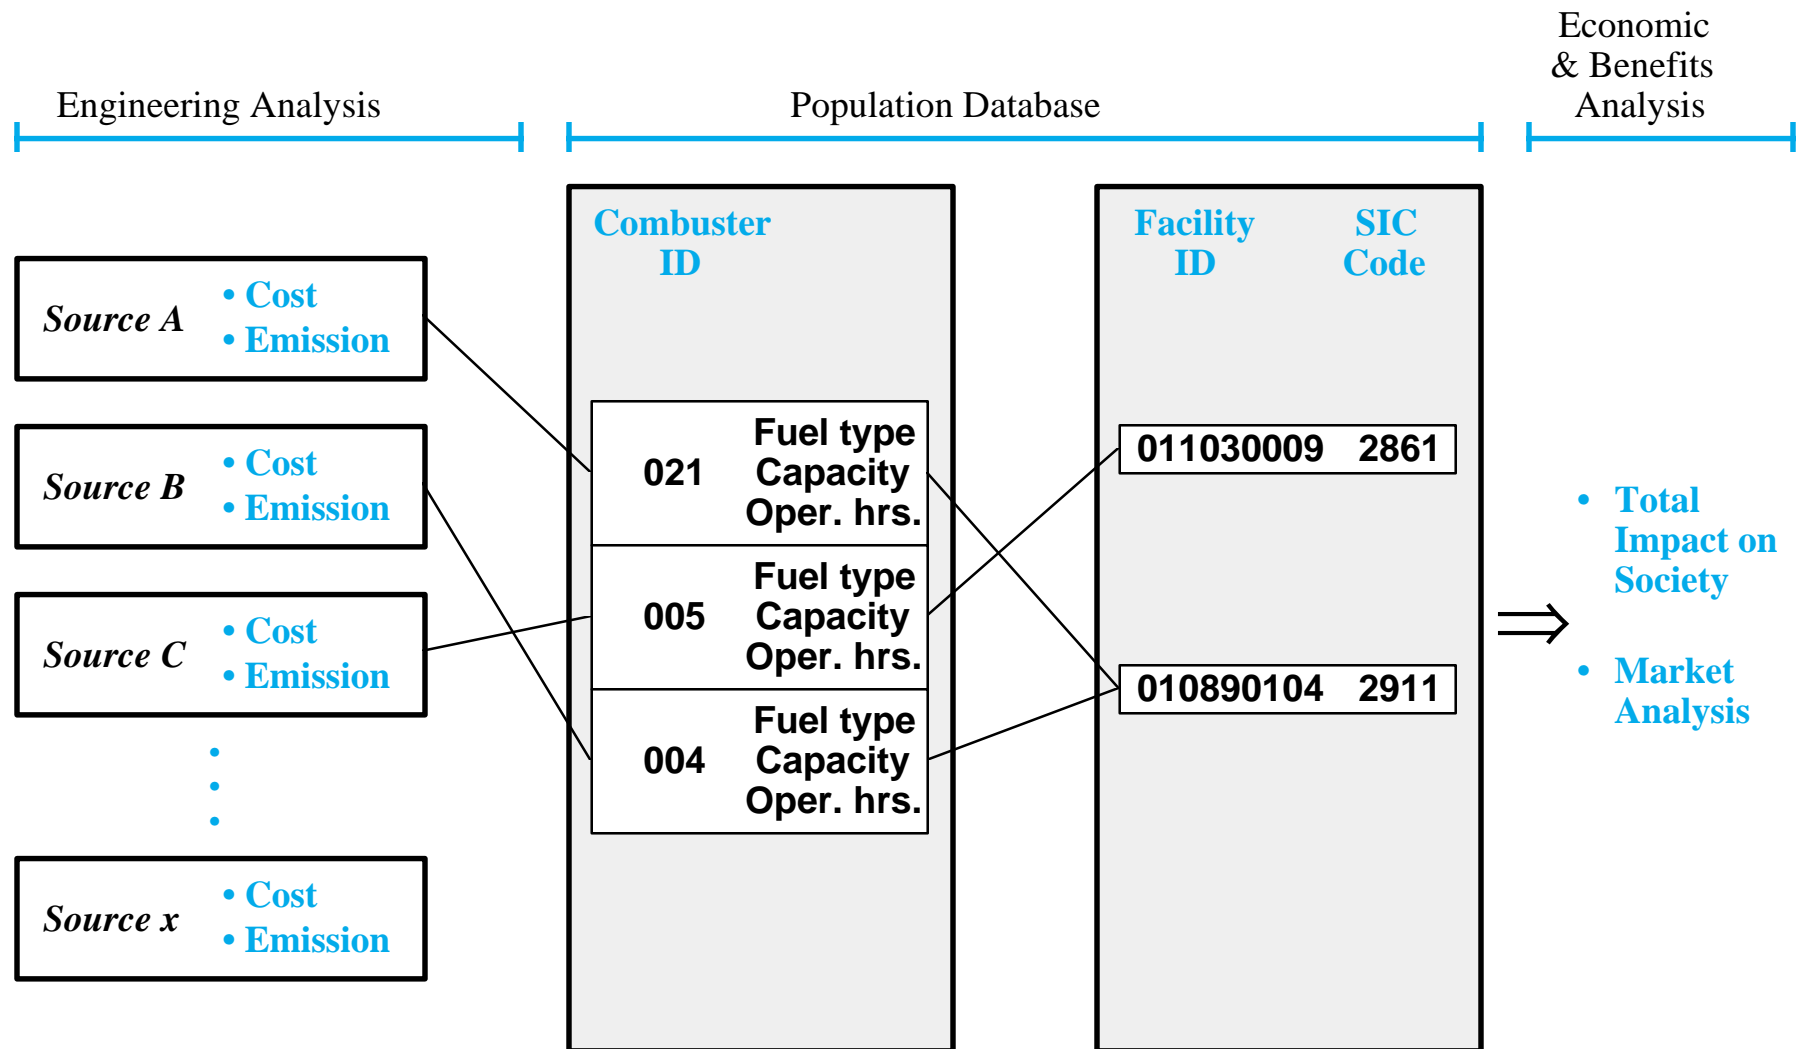 Engineering Analysis
Population Database
Economic
& Benefits
Analysis
Source A
• Cost
• Emission
Source B
• Cost
• Emission
Source C
• Cost
• Emission
Source x
• Cost
• Emission
Combuster
ID
021
Fuel type
Capacity
Oper. hrs.
005
Fuel type
Capacity
Oper. hrs.
004
Fuel type
Capacity
Oper. hrs.
Facility
ID
SIC
Code
011030009 2861
010890104 2911
• Total
Impact on
Society
• Market
Analysis